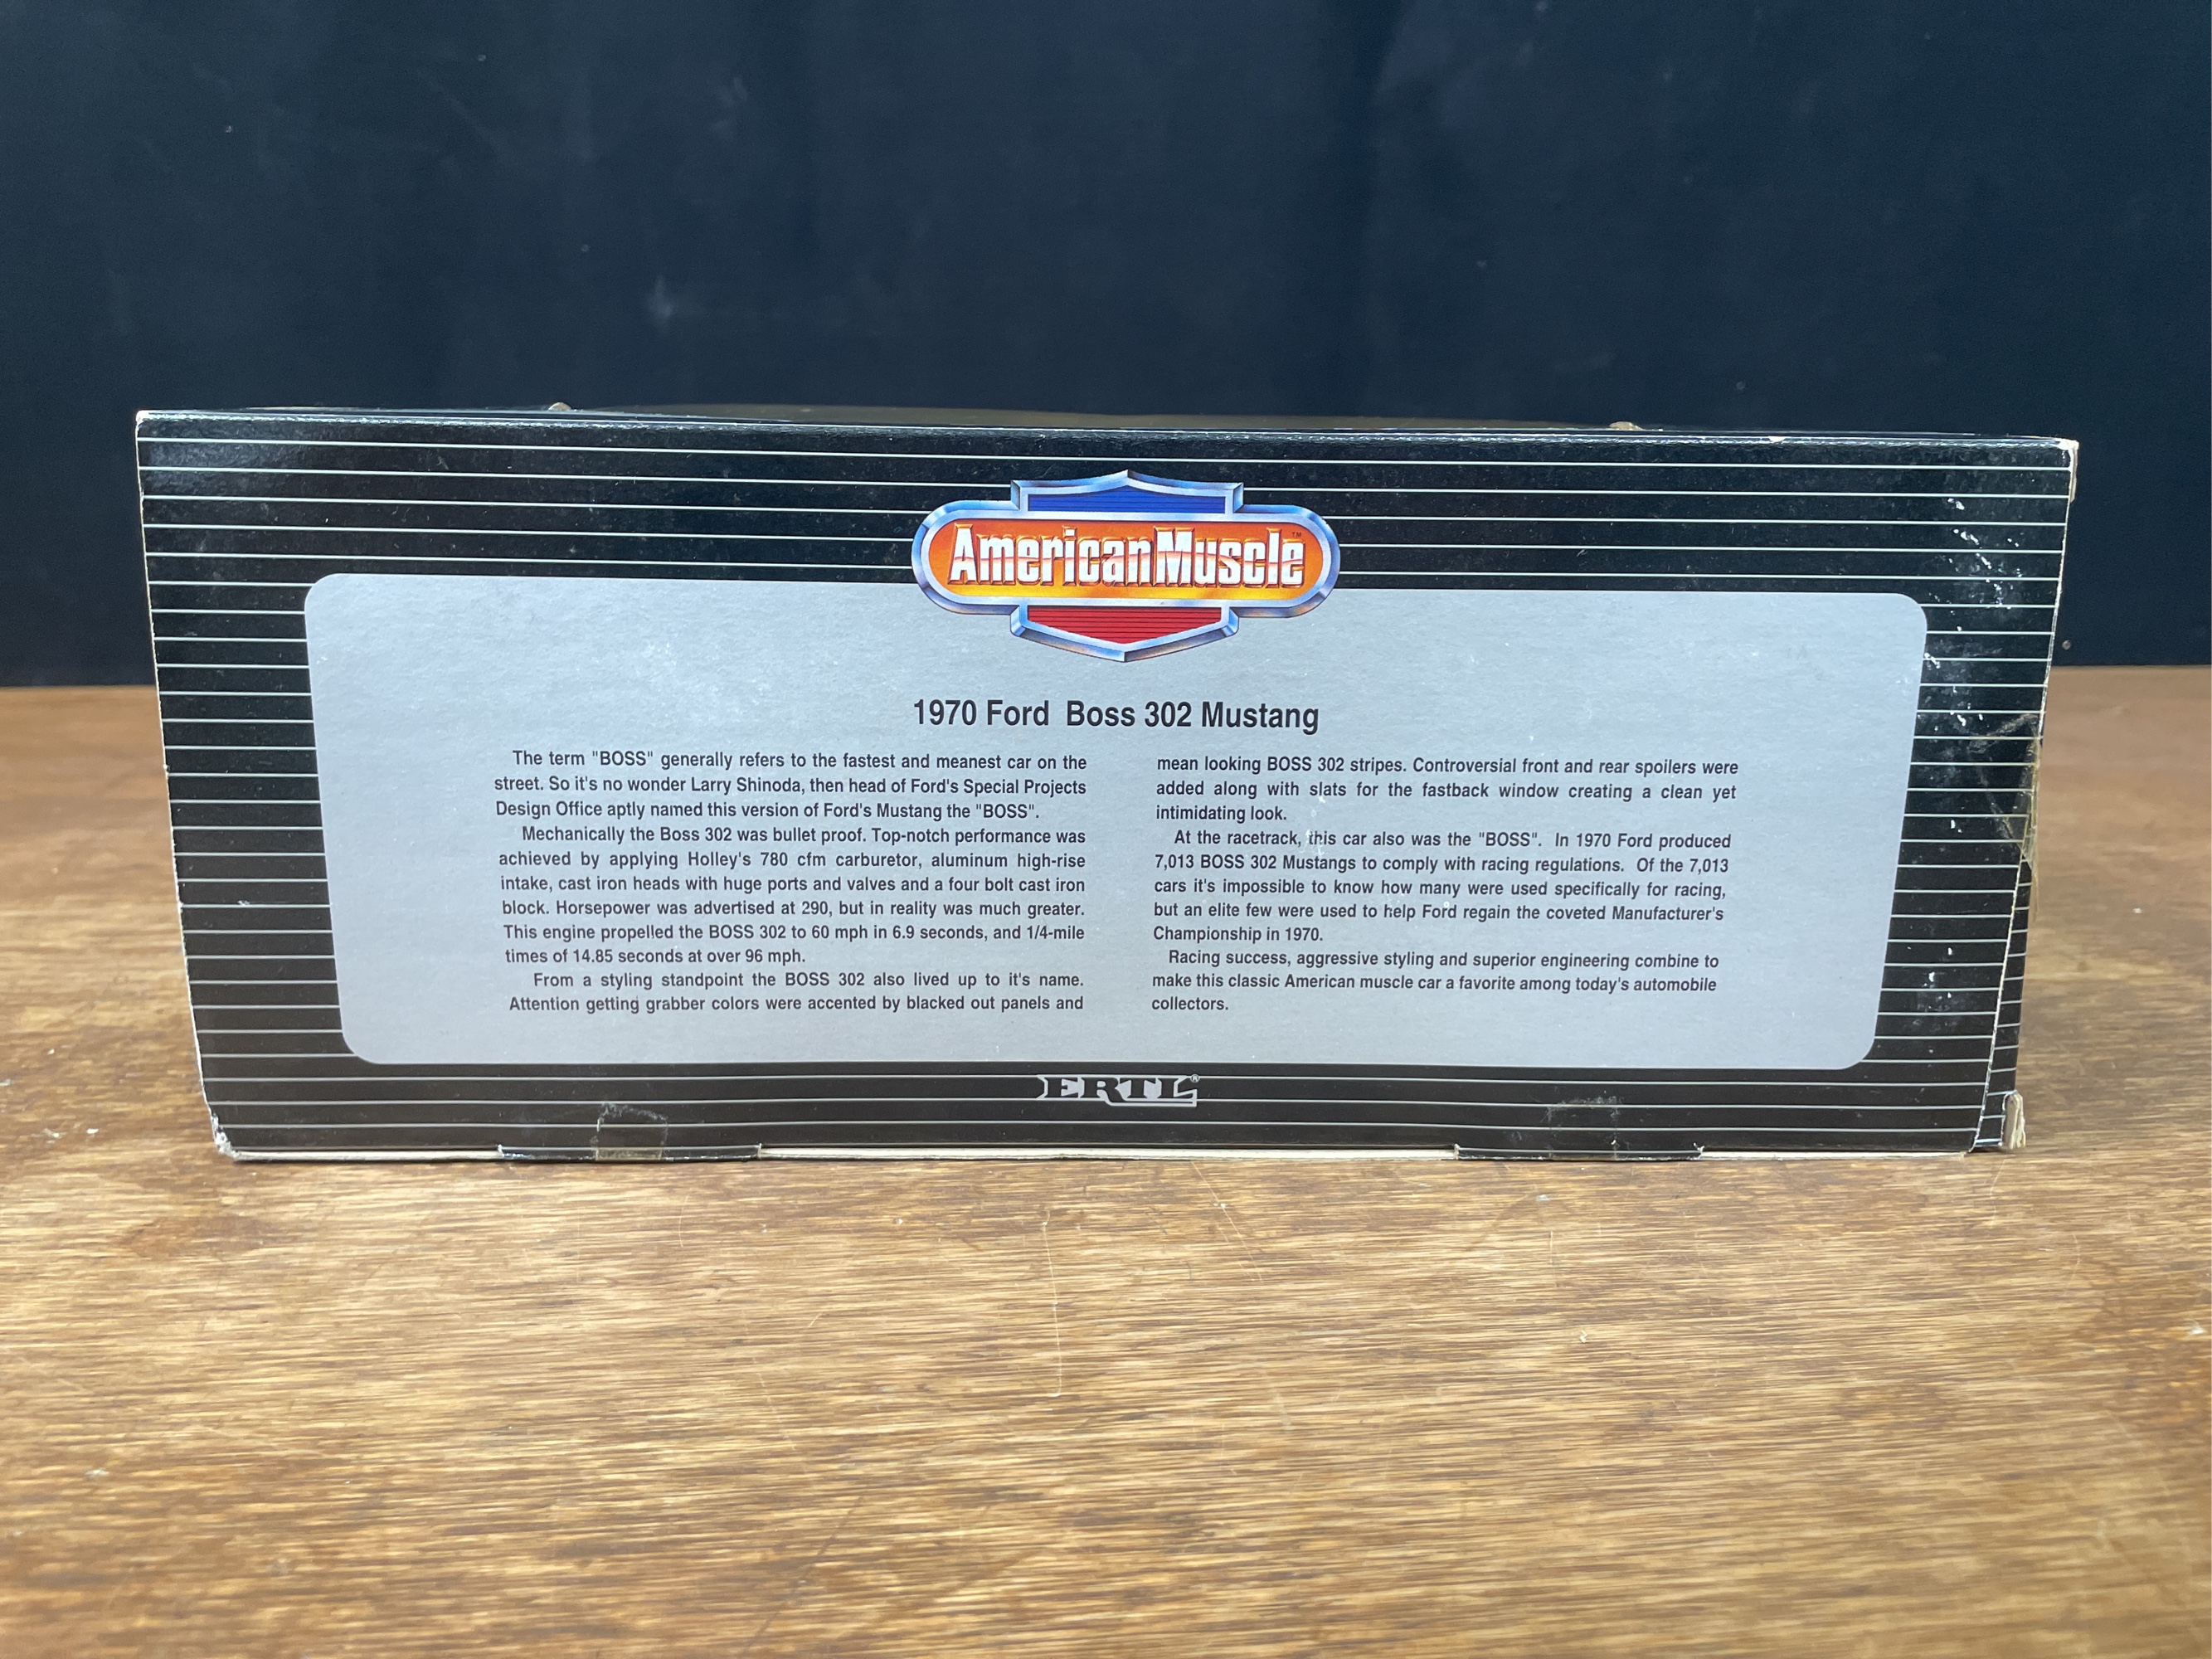 AmericanMuscle™
1970 Ford Boss 302 Mustang
The term "BOSS" generally refers to the fastest and meanest car on the
street. So it's no wonder Larry Shinoda, then head of Ford's Special Projects
Design Office aptly named this version of Ford's Mustang the "BOSS".
Mechanically the Boss 302 was bullet proof. Top-notch performance was
achieved by applying Holley's 780 cfm carburetor, aluminum high-rise
intake, cast iron heads with huge ports and valves and a four bolt cast iron
block. Horsepower was advertised at 290, but in reality was much greater.
This engine propelled the BOSS 302 to 60 mph in 6.9 seconds, and 1/4-mile
times of 14.85 seconds at over 96 mph.
From a styling standpoint the BOSS 302 also lived up to it's name.
Attention getting grabber colors were accented by blacked out panels and
mean looking BOSS 302 stripes. Controversial front and rear spoilers were
added along with slats for the fastback window creating a clean yet
intimidating look.
At the racetrack, this car also was the "BOSS". In 1970 Ford produced
7,013 BOSS 302 Mustangs to comply with racing regulations. Of the 7,013
cars it's impossible to know how many were used specifically for racing,
but an elite few were used to help Ford regain the coveted Manufacturer's
Championship in 1970.
Racing success, aggressive styling and superior engineering combine to
make this classic American muscle car a favorite among today's automobile
collectors.
ERTL®